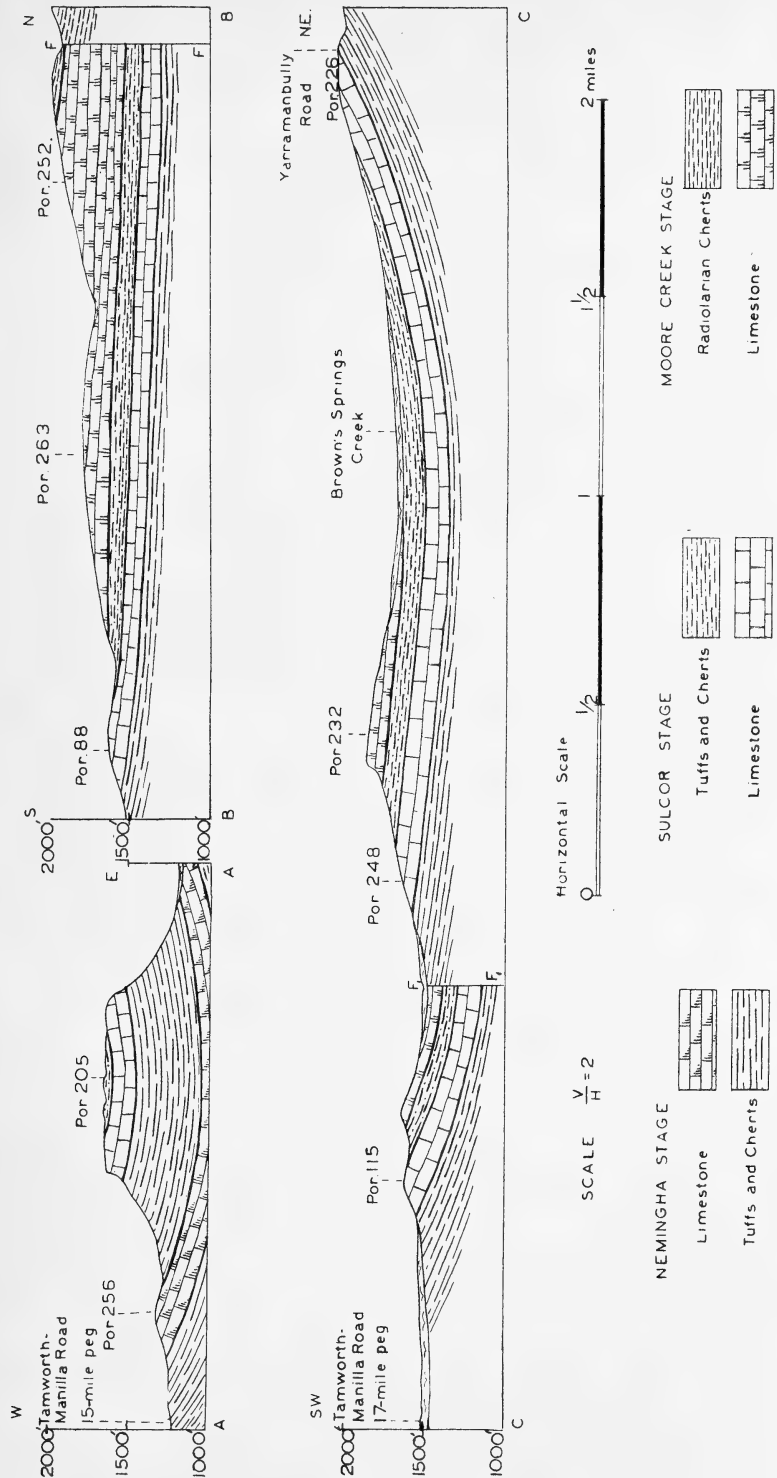 W
2000'
Tamworth-
Manilla Road
15-mile peg
Por 256
Por 205
E
1500'
1000'
A
A
S
2000'
Por. 88
Por. 263
Por. 252.
F
N
1500'
1000'
F
B
B
SW
2000'
Tamworth-
Manilla Road
17-mile peg
Por. 115
F,
Por 248
Por 232
Brown's Springs
Creek
Yarramanbully
Road
Por. 226
NE.
1500'
1000'
F,
C
C
SCALE V/H = 2
Horizontal Scale
0 1/2 1 1 1/2 2 miles
NEMINGHA STAGE
Limestone
Tuffs and Cherts
SULCOR STAGE
Tuffs and Cherts
Limestone
MOORE CREEK STAGE
Radiolarian Cherts
Limestone